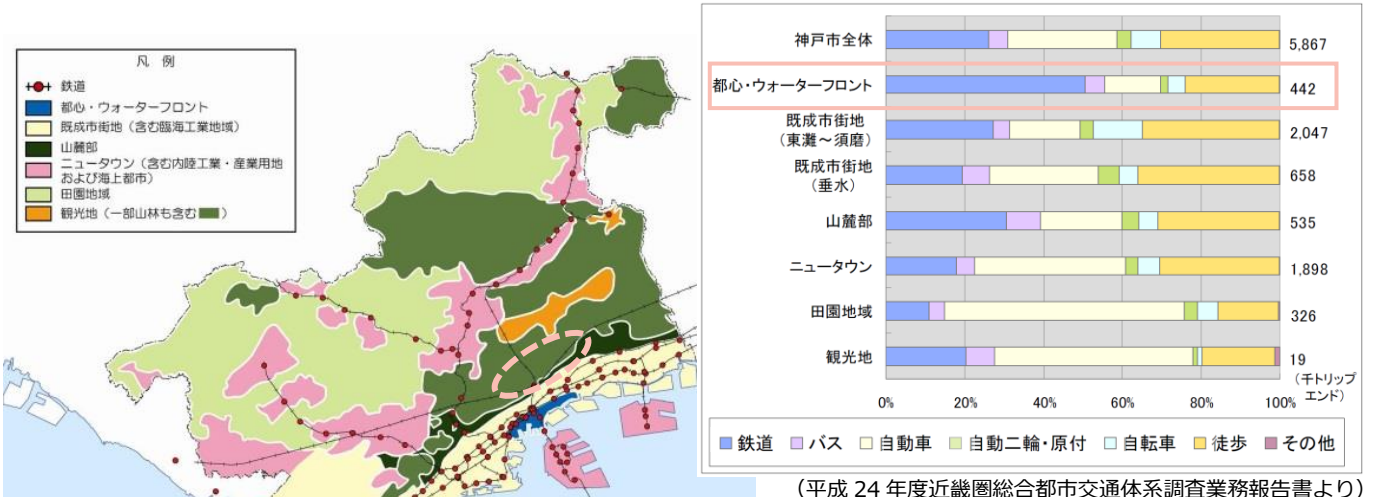 凡 例
鉄道
都心・ウォーターフロント
既成市街地（含む臨海工業地域）
山麓部
ニュータウン（含む内陸工業・産業用地
および海上都市）
田園地域
観光地（一部山林も含む　）
神戸市全体
5,867
都心・ウォーターフロント
442
既成市街地
（東灘～須磨）
2,047
既成市街地
（垂水）
658
山麓部
535
ニュータウン
1,898
田園地域
326
観光地
19
（千トリップ
エンド）
0%
20%
40%
60%
80%
100%
鉄道
バス
自動車
自動二輪・原付
自転車
徒歩
その他
（平成 24 年度近畿圏総合都市交通体系調査業務報告書より）